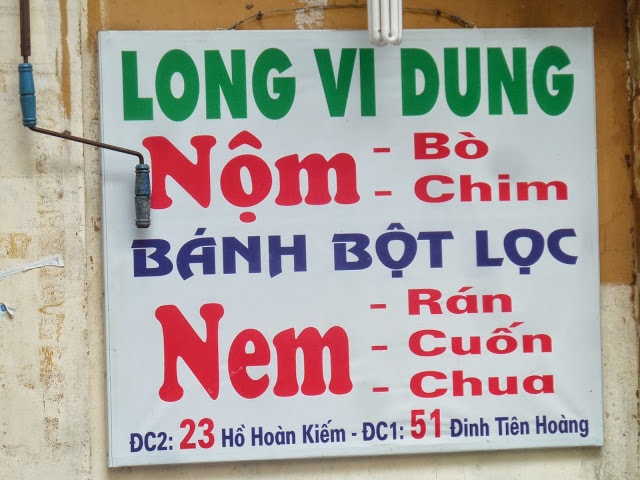 LONG VI DUNG
Nộm - Bò
- Chim
BÁNH BỘT LỌC
Nem - Rán
- Cuốn
- Chua
ĐC2: 23 Hồ Hoàn Kiếm - ĐC1: 51 Đinh Tiên Hoàng